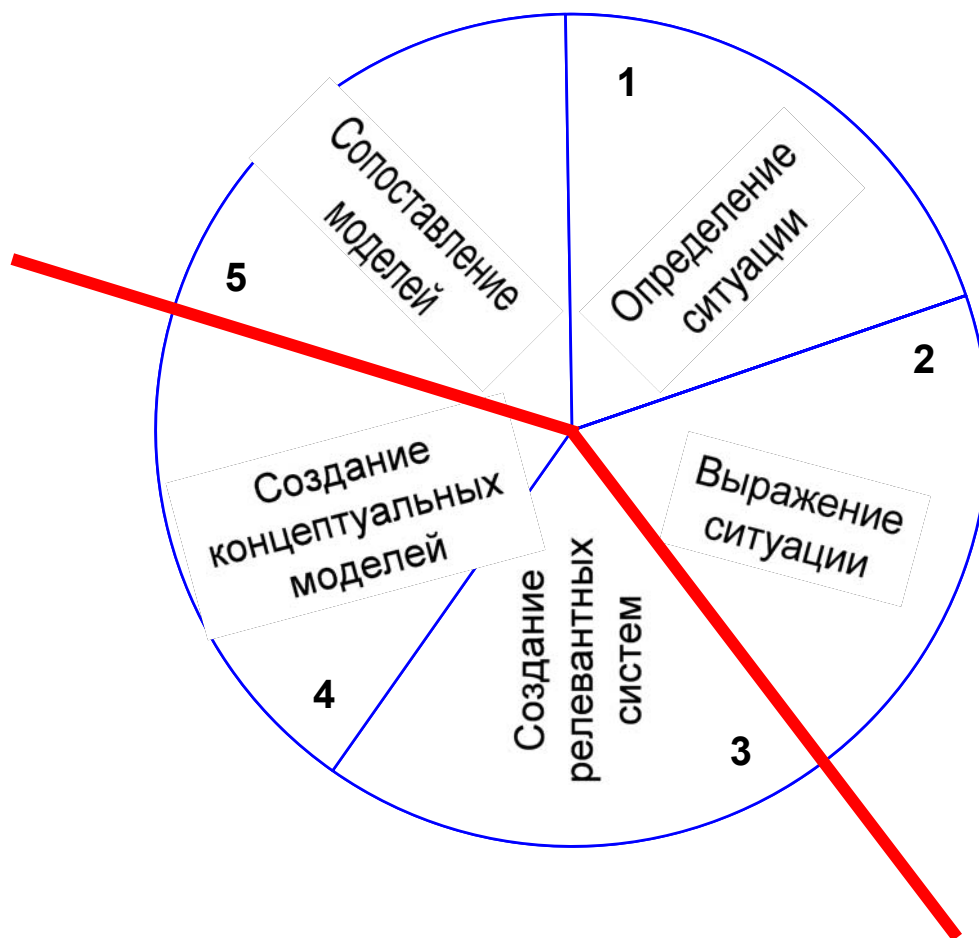 1
Определение
ситуации
2
Выражение
ситуации
3
Создание
релевантных
систем
4
Создание
концептуальных
моделей
5
Сопоставление
моделей